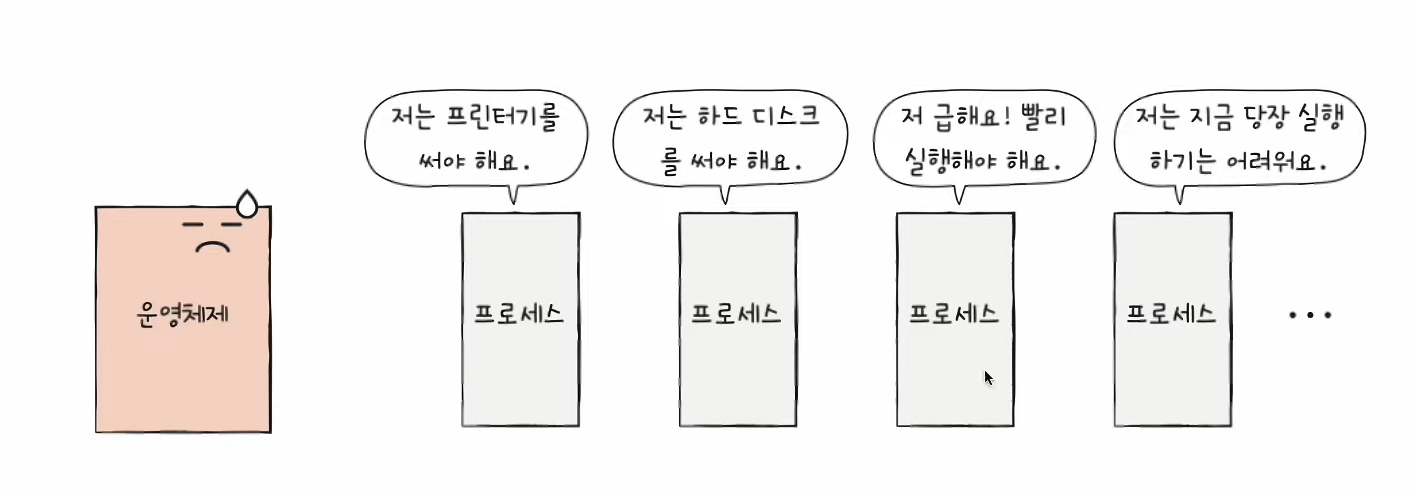 저는 프린터기를
써야 해요.
저는 하드 디스크
를 써야 해요.
저 급해요! 빨리
실행해야 해요.
저는 지금 당장 실행
하기는 어려워요.
운영체제
프로세스
프로세스
프로세스
프로세스
...